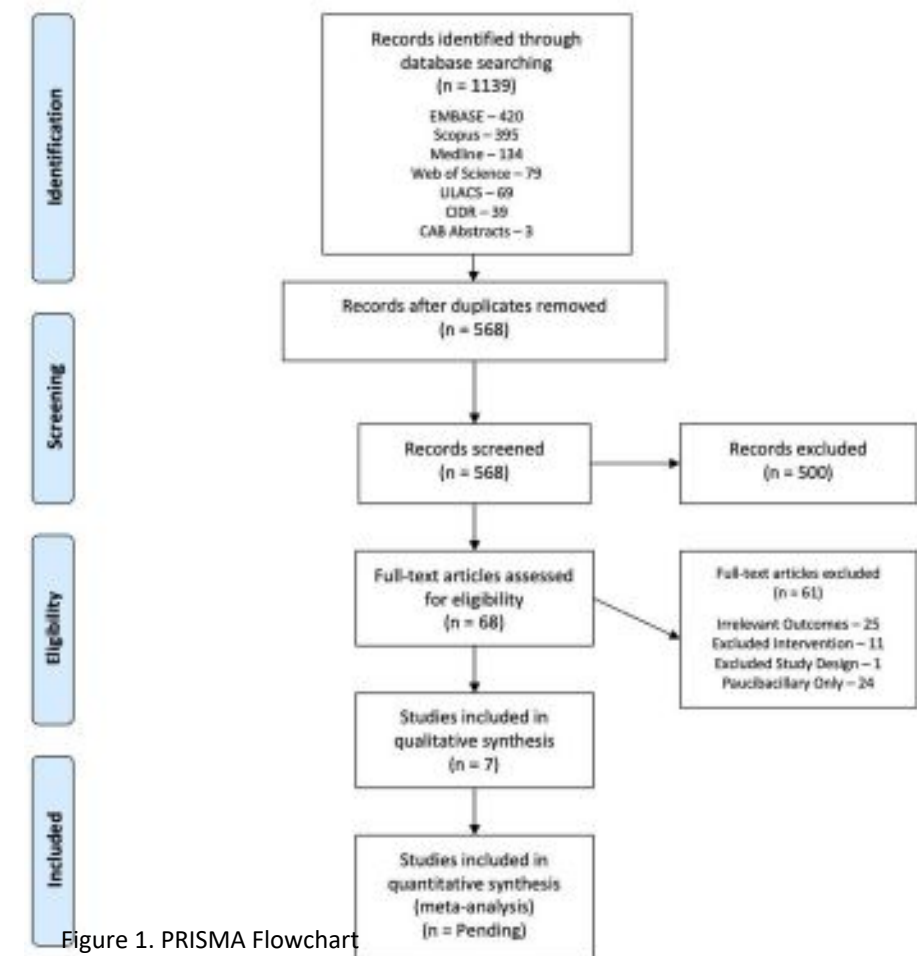 Identification
Records identified through
database searching
(n = 1139)
EMBASE – 420
Scopus – 395
Medline – 134
Web of Science – 79
LILACS – 69
CIDR – 39
CAB Abstracts – 3
Records after duplicates removed
(n = 568)
Screening
Records screened
(n = 568)
Records excluded
(n = 500)
Eligibility
Full-text articles assessed
for eligibility
(n = 68)
Full-text articles excluded
(n = 61)
Irrelevant Outcomes – 25
Excluded Intervention – 11
Excluded Study Design – 1
Paucibacillary Only – 24
Studies included in
qualitative synthesis
(n = 7)
Included
Studies included in
quantitative synthesis
(meta-analysis)
(n = Pending)
Figure 1. PRISMA Flowchart